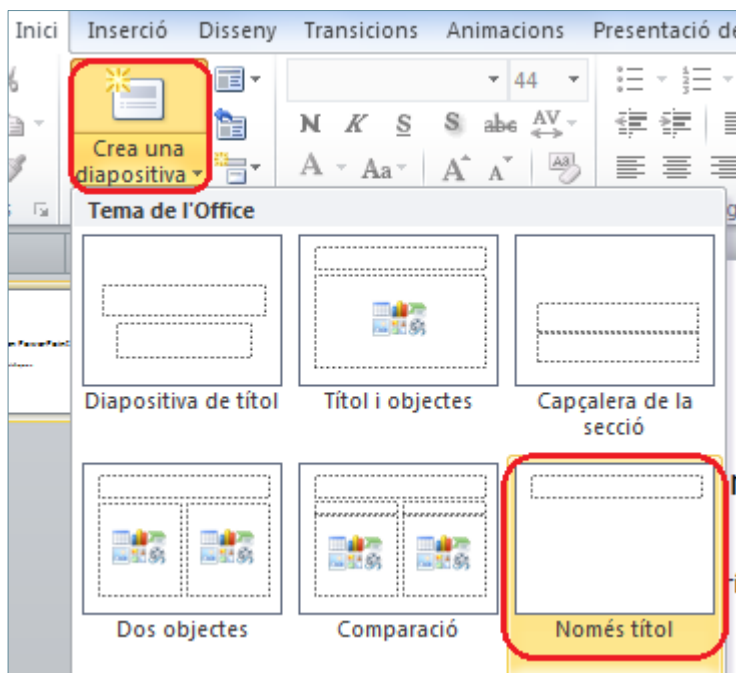 Inici Inserció Disseny Transicions Animacions Presentació de
44
N K S S abc AV
Crea una
diapositiva
A Aa A A
Tema de l'Office
Diapositiva de títol Títol i objectes Capçalera de la
secció
Dos objectes Comparació Només títol